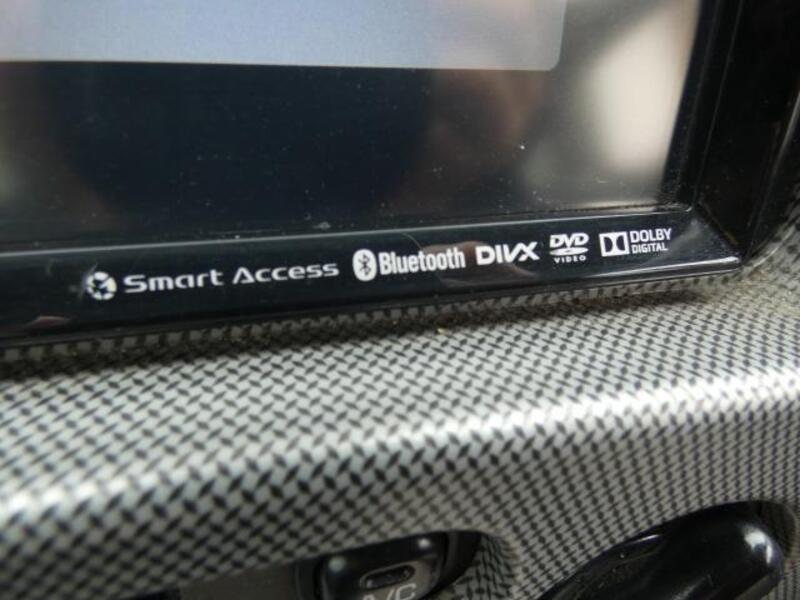 Smart Access Bluetooth DIVX DVD VIDEO DOLBY DIGITAL
A/C